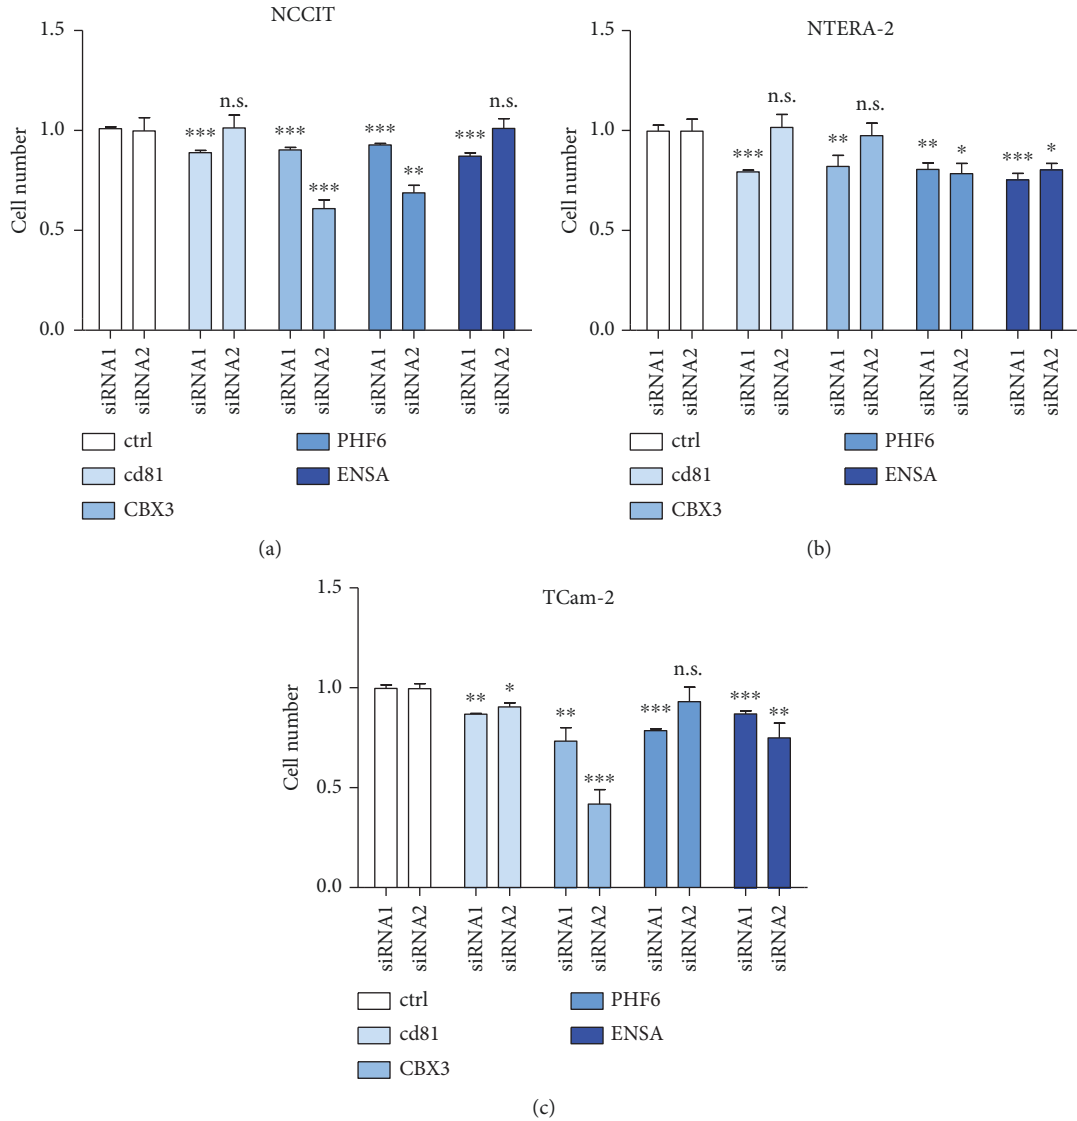 NCCIT
1.5
1.0
0.5
0.0
Cell number
***
n.s.
***
***
***
**
***
n.s.
siRNA1
siRNA2
siRNA1
siRNA2
siRNA1
siRNA2
siRNA1
siRNA2
siRNA1
siRNA2
ctrl
cd81
CBX3
PHF6
ENSA
(a)
NTERA-2
1.5
1.0
0.5
0.0
Cell number
***
n.s.
**
n.s.
**
*
***
*
siRNA1
siRNA2
siRNA1
siRNA2
siRNA1
siRNA2
siRNA1
siRNA2
siRNA1
siRNA2
ctrl
cd81
CBX3
PHF6
ENSA
(b)
TCam-2
1.5
1.0
0.5
0.0
Cell number
**
*
**
***
***
n.s.
***
**
siRNA1
siRNA2
siRNA1
siRNA2
siRNA1
siRNA2
siRNA1
siRNA2
siRNA1
siRNA2
ctrl
cd81
CBX3
PHF6
ENSA
(c)